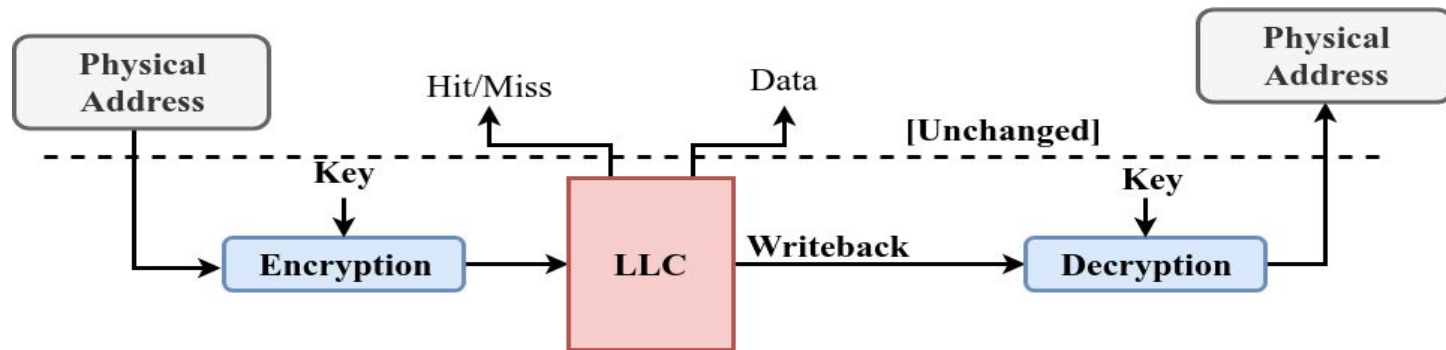 Physical
Address
Hit/Miss
Data
Physical
Address
[Unchanged]
Key
Key
Encryption
LLC
Writeback
Decryption